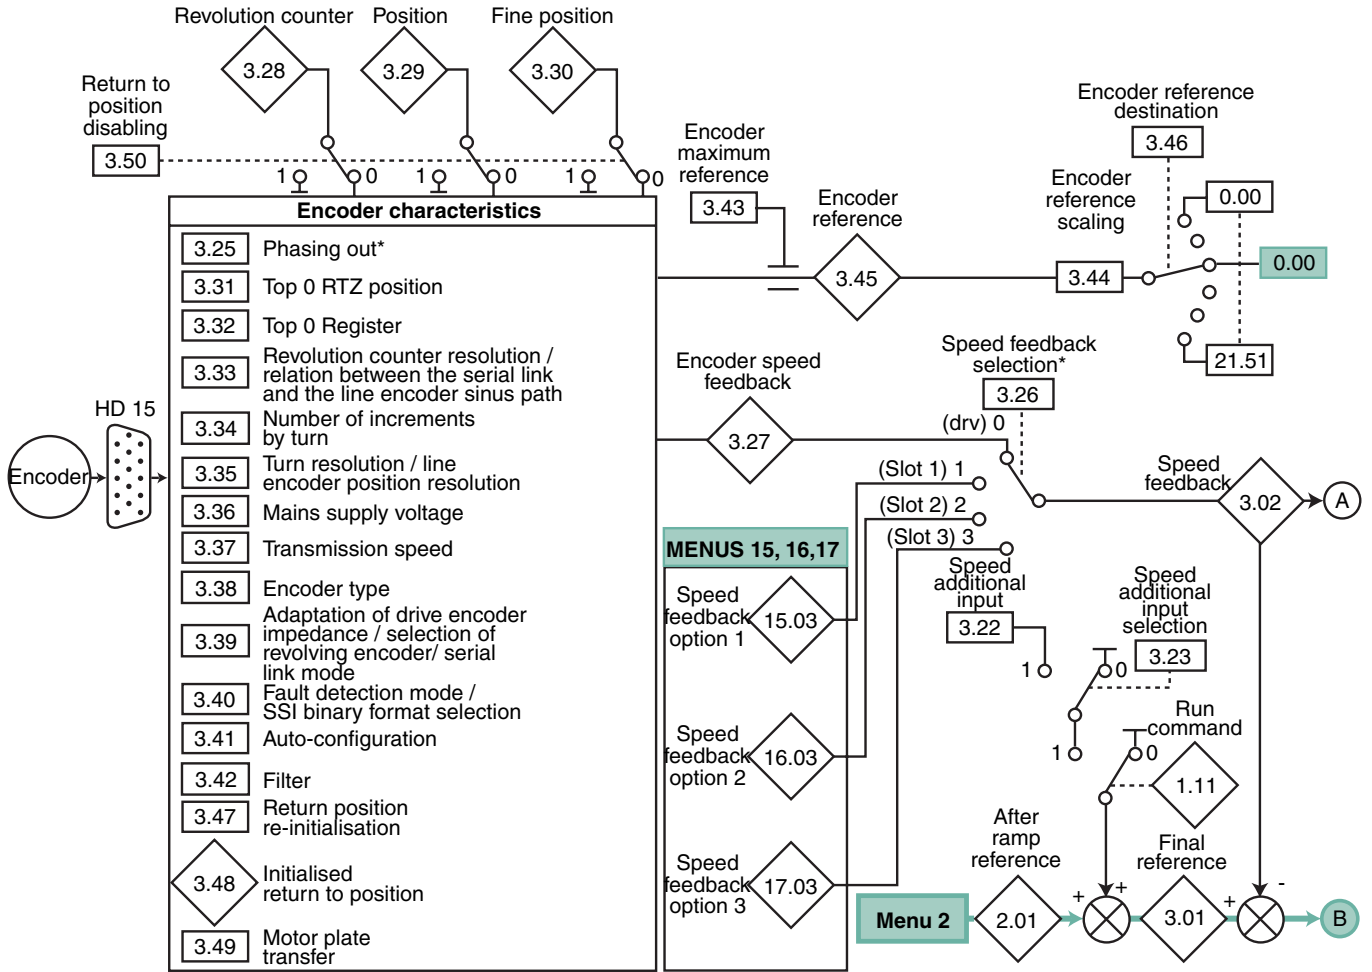 Revolution counter
3.28
Position
3.29
Fine position
3.30
Return to
position
disabling
3.50
1
0
1
0
1
0
Encoder characteristics
3.25 Phasing out*
3.31 Top 0 RTZ position
3.32 Top 0 Register
3.33 Revolution counter resolution /
relation between the serial link
and the line encoder sinus path
3.34 Number of increments
by turn
3.35 Turn resolution / line
encoder position resolution
3.36 Mains supply voltage
3.37 Transmission speed
3.38 Encoder type
3.39 Adaptation of drive encoder
impedance / selection of
revolving encoder/ serial
link mode
3.40 Fault detection mode /
SSI binary format selection
3.41 Auto-configuration
3.42 Filter
3.47 Return position
re-initialisation
3.48 Initialised
return to position
3.49 Motor plate
transfer
Encoder
HD 15
Encoder
maximum
reference
3.43
Encoder
reference
3.45
Encoder
reference
scaling
3.44
Encoder reference
destination
3.46
0.00
0.00
21.51
Encoder speed
feedback
3.27
Speed feedback
selection*
3.26
(drv) 0
(Slot 1) 1
(Slot 2) 2
(Slot 3) 3
Speed
feedback
3.02
A
MENUS 15, 16,17
Speed
feedback
option 1
15.03
Speed
feedback
option 2
16.03
Speed
feedback
option 3
17.03
Speed
additional
input
3.22
1
0
Speed
additional
input
selection
3.23
1
0
Run
command
1.11
Menu 2
After
ramp
reference
2.01
+
+
Final
reference
3.01
+
-
B